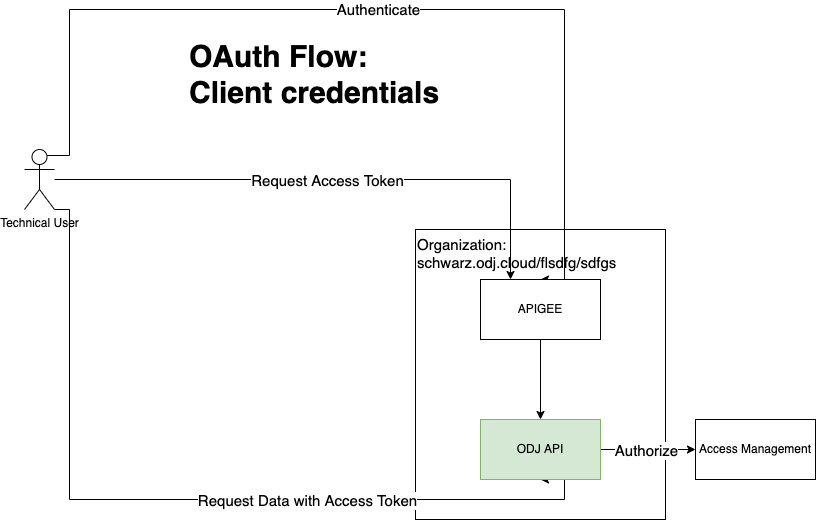 Authenticate
OAuth Flow:
Client credentials
Request Access Token
Technical User
Organization:
schwarz.odj.cloud/flsdfg/sdfgs
APIGEE
ODJ API
Authorize
Access Management
Request Data with Access Token